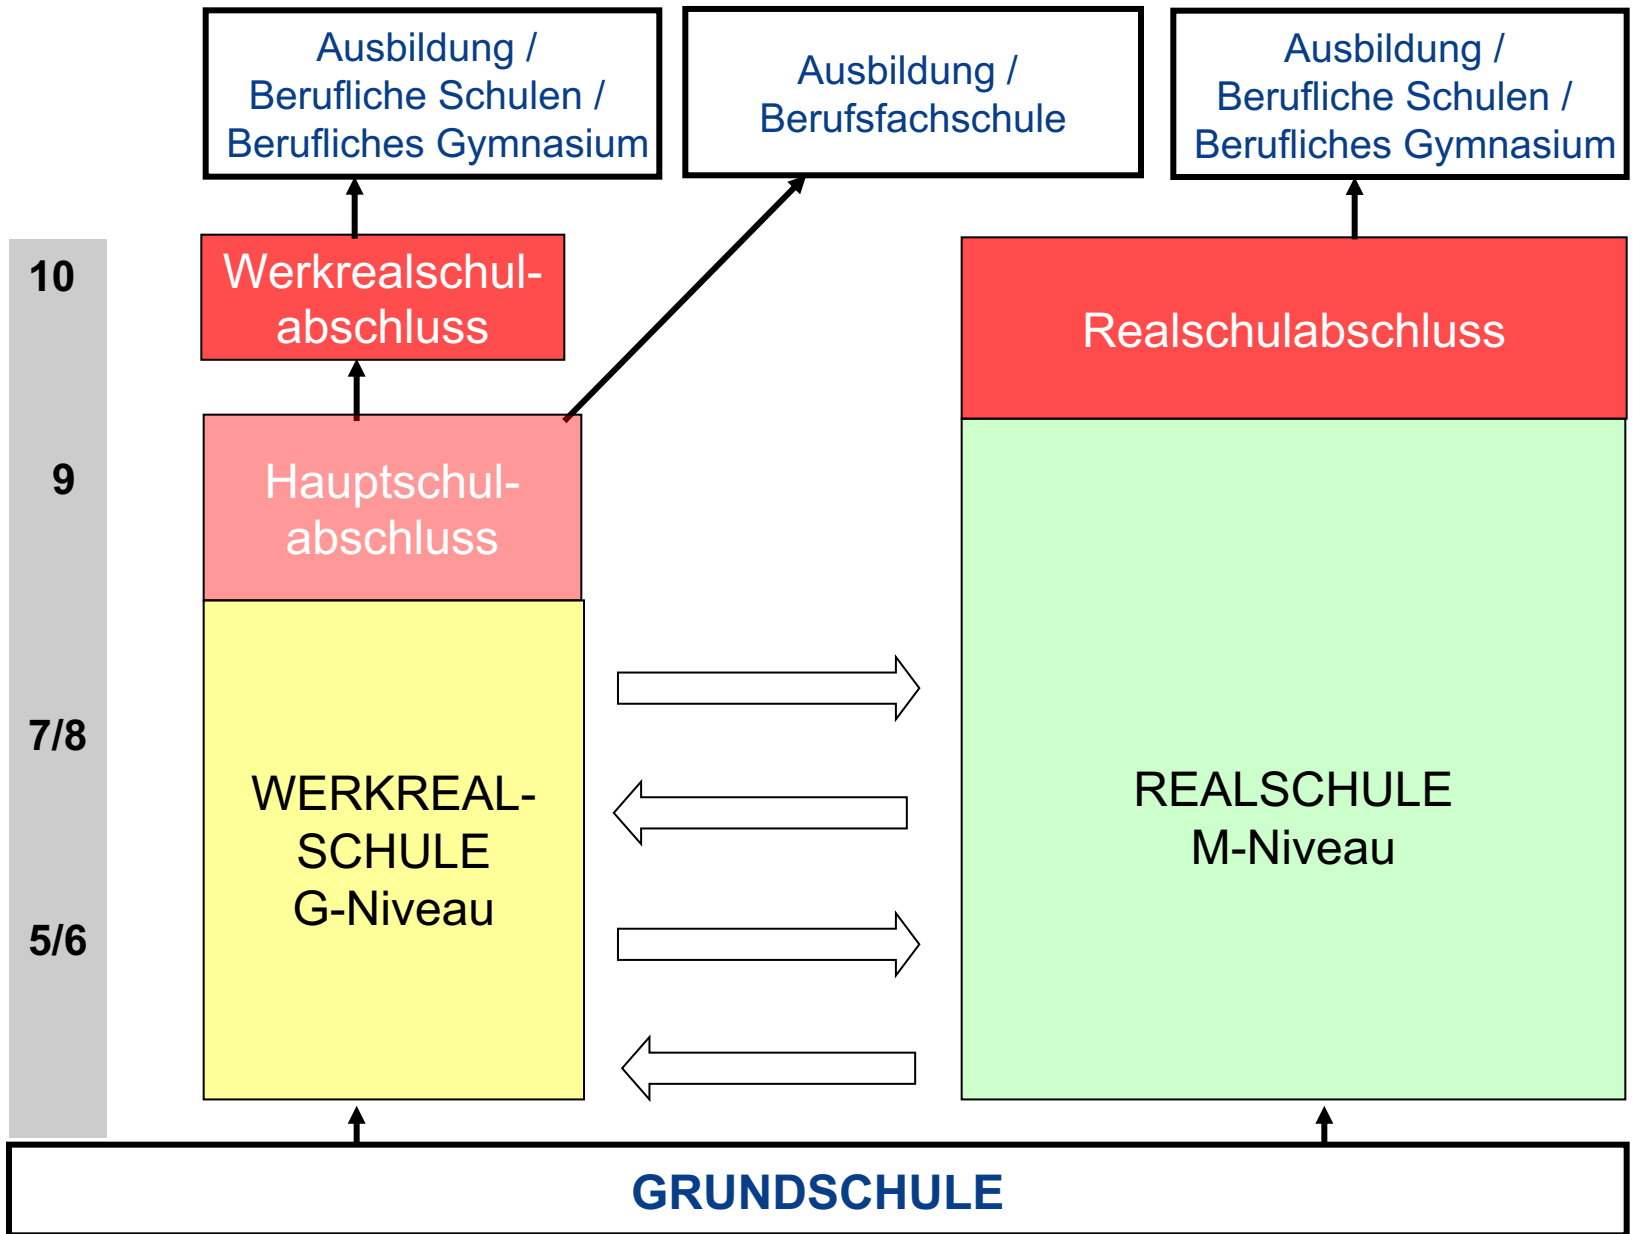 Ausbildung /
Berufliche Schulen /
Berufliches Gymnasium
Ausbildung /
Berufsfachschule
Ausbildung /
Berufliche Schulen /
Berufliches Gymnasium
10
Werkrealschul-
abschluss
Realschulabschluss
9
Hauptschul-
abschluss
7/8
WERKREAL-
SCHULE
G-Niveau
REALSCHULE
M-Niveau
5/6
GRUNDSCHULE